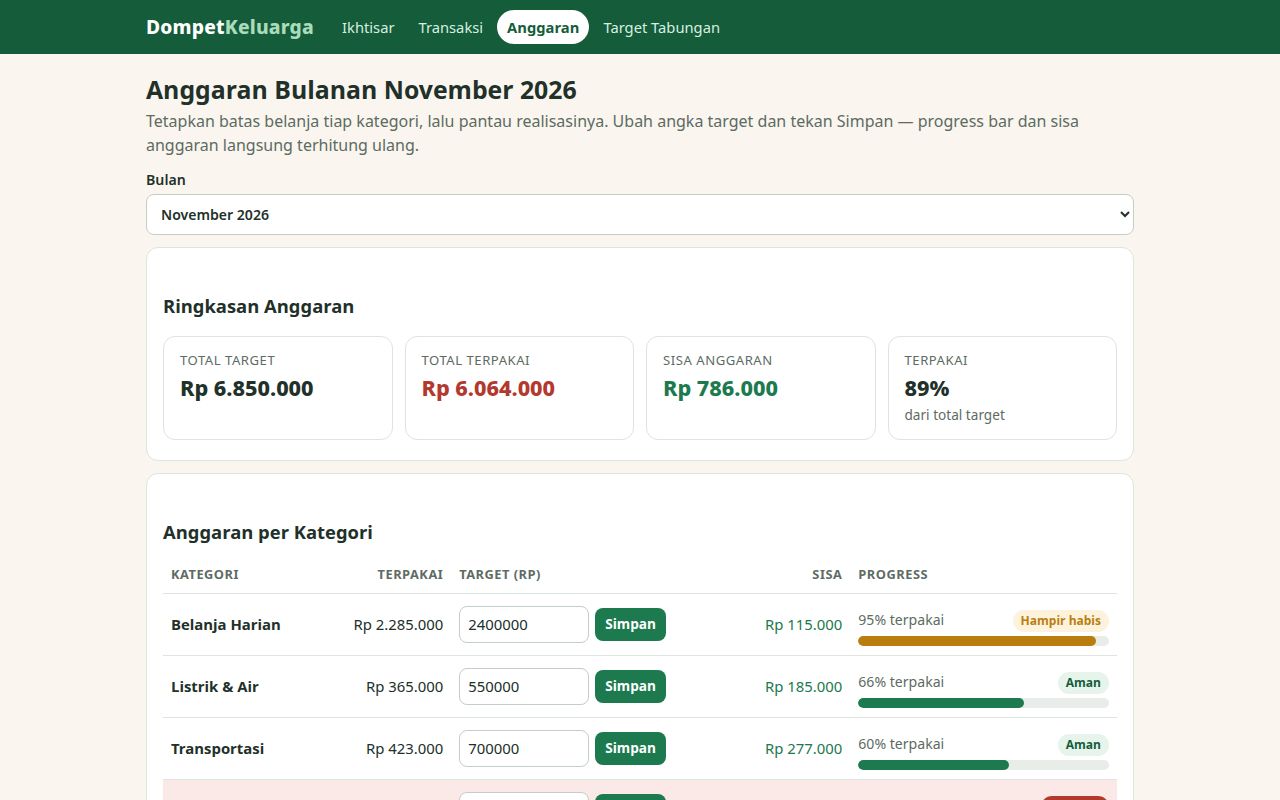 DompetKeluarga Ikhtisar Transaksi Anggaran Target Tabungan
Anggaran Bulanan November 2026
Tetapkan batas belanja tiap kategori, lalu pantau realisasinya. Ubah angka target dan tekan Simpan — progress bar dan sisa
anggaran langsung terhitung ulang.
Bulan
November 2026
Ringkasan Anggaran
TOTAL TARGET TOTAL TERPAKAI SISA ANGGARAN TERPAKAI
Rp 6.850.000 Rp 6.064.000 Rp 786.000 89%
dari total target
Anggaran per Kategori
KATEGORI TERPAKAI TARGET (RP) SISA PROGRESS
Belanja Harian Rp 2.285.000 2400000 Simpan Rp 115.000 95% terpakai Hampir habis
Listrik & Air Rp 365.000 550000 Simpan Rp 185.000 66% terpakai Aman
Transportasi Rp 423.000 700000 Simpan Rp 277.000 60% terpakai Aman